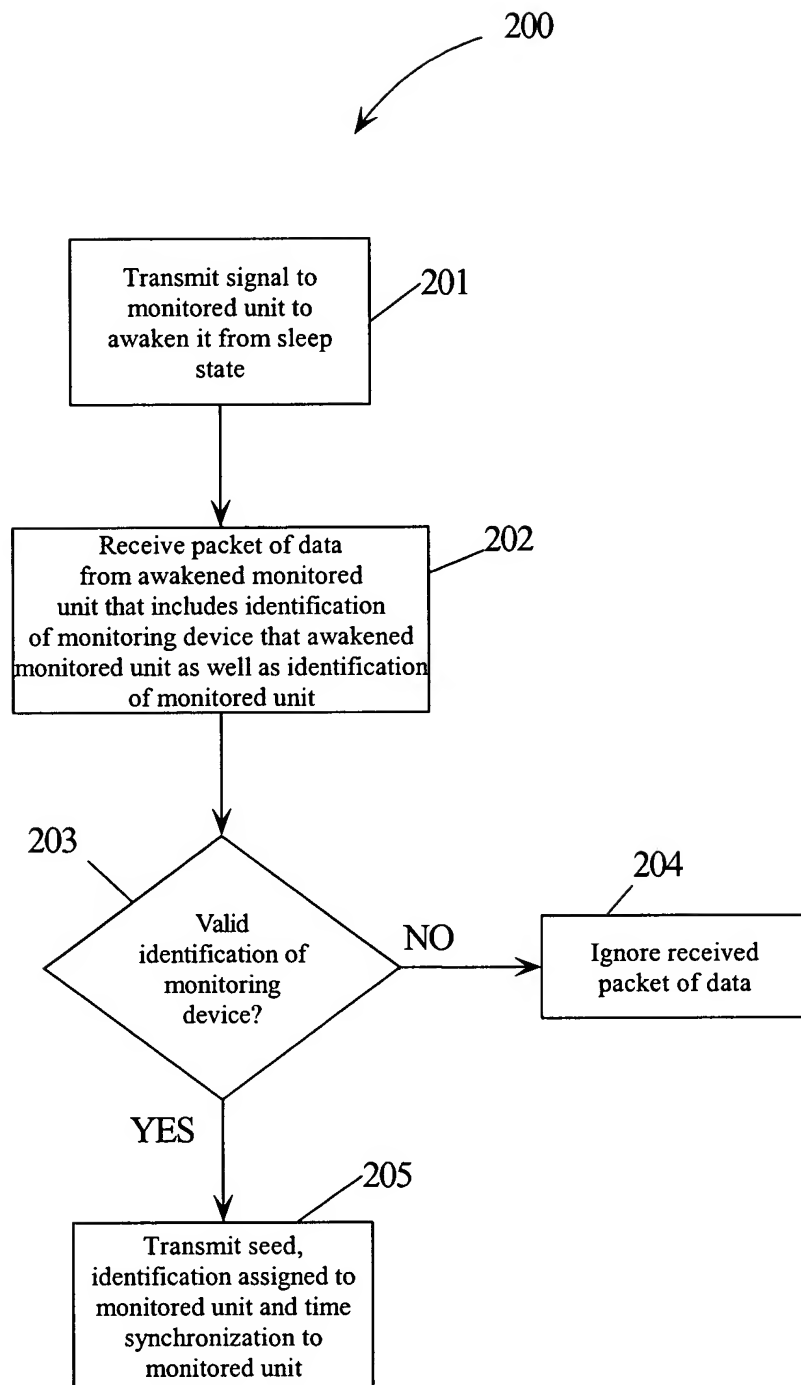 200
Transmit signal to
monitored unit to
awaken it from sleep
state
201
Receive packet of data
from awakened monitored
unit that includes identification
of monitoring device that awakened
monitored unit as well as identification
of monitored unit
202
203
Valid
identification of
monitoring
device?
NO
204
Ignore received
packet of data
YES
205
Transmit seed,
identification assigned to
monitored unit and time
synchronization to
monitored unit